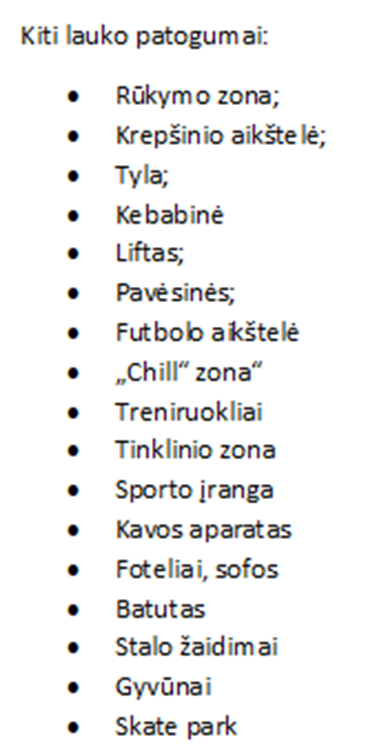 Kiti lauko patogumai:
• Rūkymo zona;
• Krepšinio aikštelė;
• Tyla;
• Kebabinė
• Liftas;
• Pavėsinės;
• Futbolo aikštelė
• „Chill“ zona“
• Treniruokliai
• Tinklinio zona
• Sporto įranga
• Kavos aparatas
• Foteliai, sofos
• Batutas
• Stalo žaidimai
• Gyvūnai
• Skate park